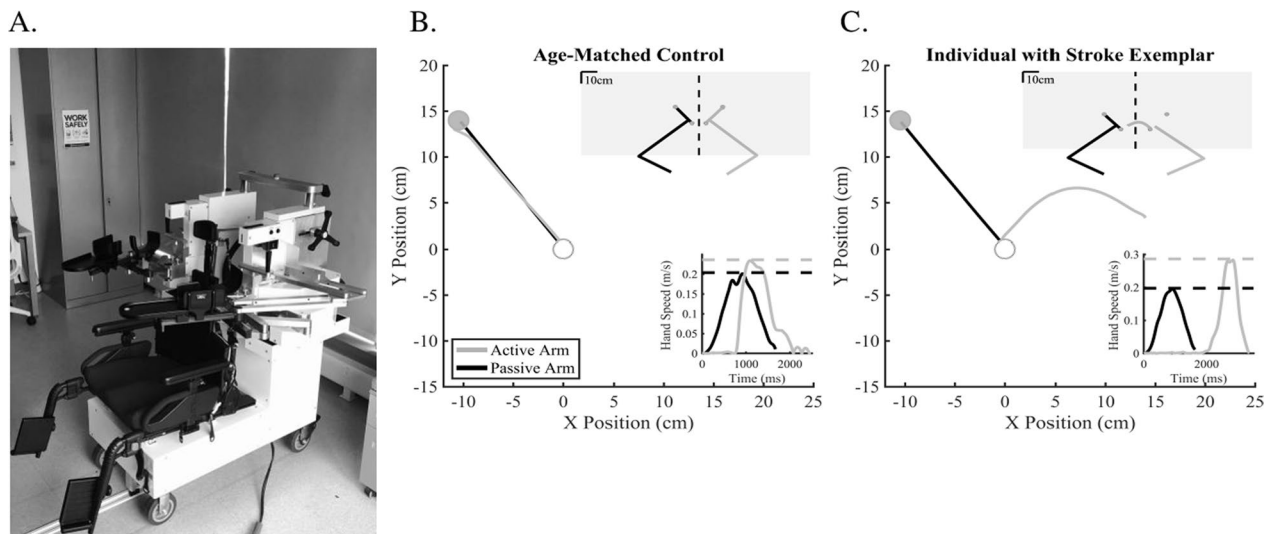 A.
WORK
SAFELY
B.
Age-Matched Control
20
15
10
5
0
-5
-10
-15
Y Position (cm)
10cm
Hand Speed (m/s)
0.2
0.15
0.1
0.05
0
0 1000 2000
Time (ms)
Active Arm
Passive Arm
-10 -5 0 5 10 15 20 25
X Position (cm)
C.
Individual with Stroke Exemplar
20
15
10
5
0
-5
-10
-15
Y Position (cm)
10cm
Hand Speed (m/s)
0.3
0.2
0.1
0
0 2000
Time (ms)
-10 -5 0 5 10 15 20 25
X Position (cm)